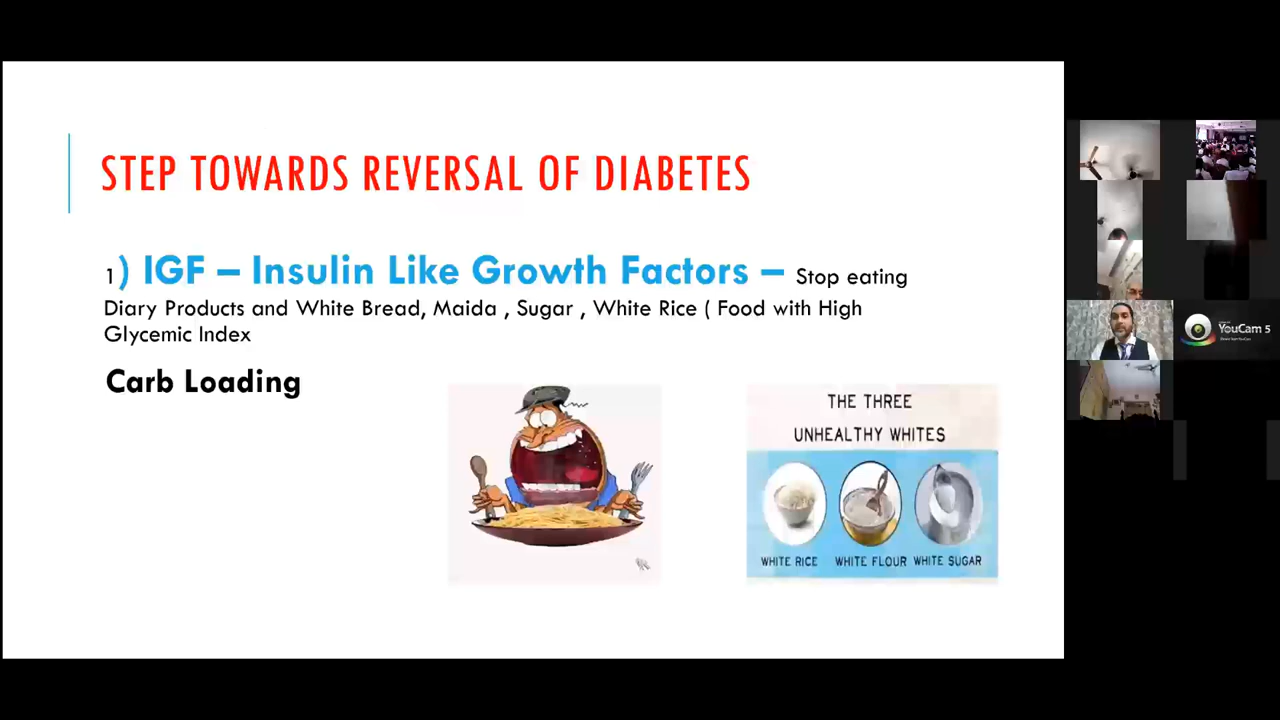 STEP TOWARDS REVERSAL OF DIABETES
1) IGF – Insulin Like Growth Factors – Stop eating
Diary Products and White Bread, Maida , Sugar , White Rice ( Food with High
Glycemic Index
Carb Loading
THE THREE
UNHEALTHY WHITES
WHITE RICE WHITE FLOUR WHITE SUGAR
YouCam 5